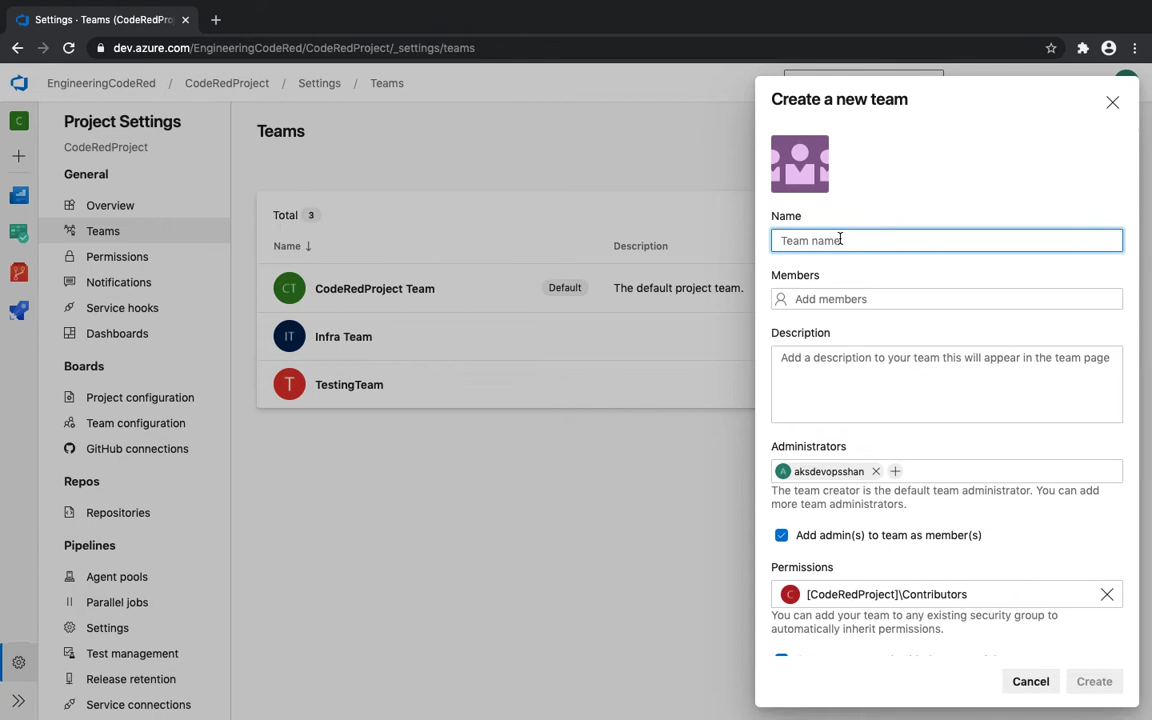 Settings · Teams (CodeRedPro
dev.azure.com/EngineeringCodeRed/CodeRedProject/_settings/teams
EngineeringCodeRed / CodeRedProject / Settings / Teams
C
Project Settings
CodeRedProject
General
Overview
Teams
Permissions
Notifications
Service hooks
Dashboards
Boards
Project configuration
Team configuration
GitHub connections
Repos
Repositories
Pipelines
Agent pools
Parallel jobs
Settings
Test management
Release retention
Service connections
Teams
Total 3
Name ↓ Description
CT CodeRedProject Team Default The default project team.
IT Infra Team
T TestingTeam
Create a new team
Name
Team name
Members
Add members
Description
Add a description to your team this will appear in the team page
Administrators
A aksdevopsshan
The team creator is the default team administrator. You can add
more team administrators.
Add admin(s) to team as member(s)
Permissions
C [CodeRedProject]\Contributors
You can add your team to any existing security group to
automatically inherit permissions.
Cancel Create